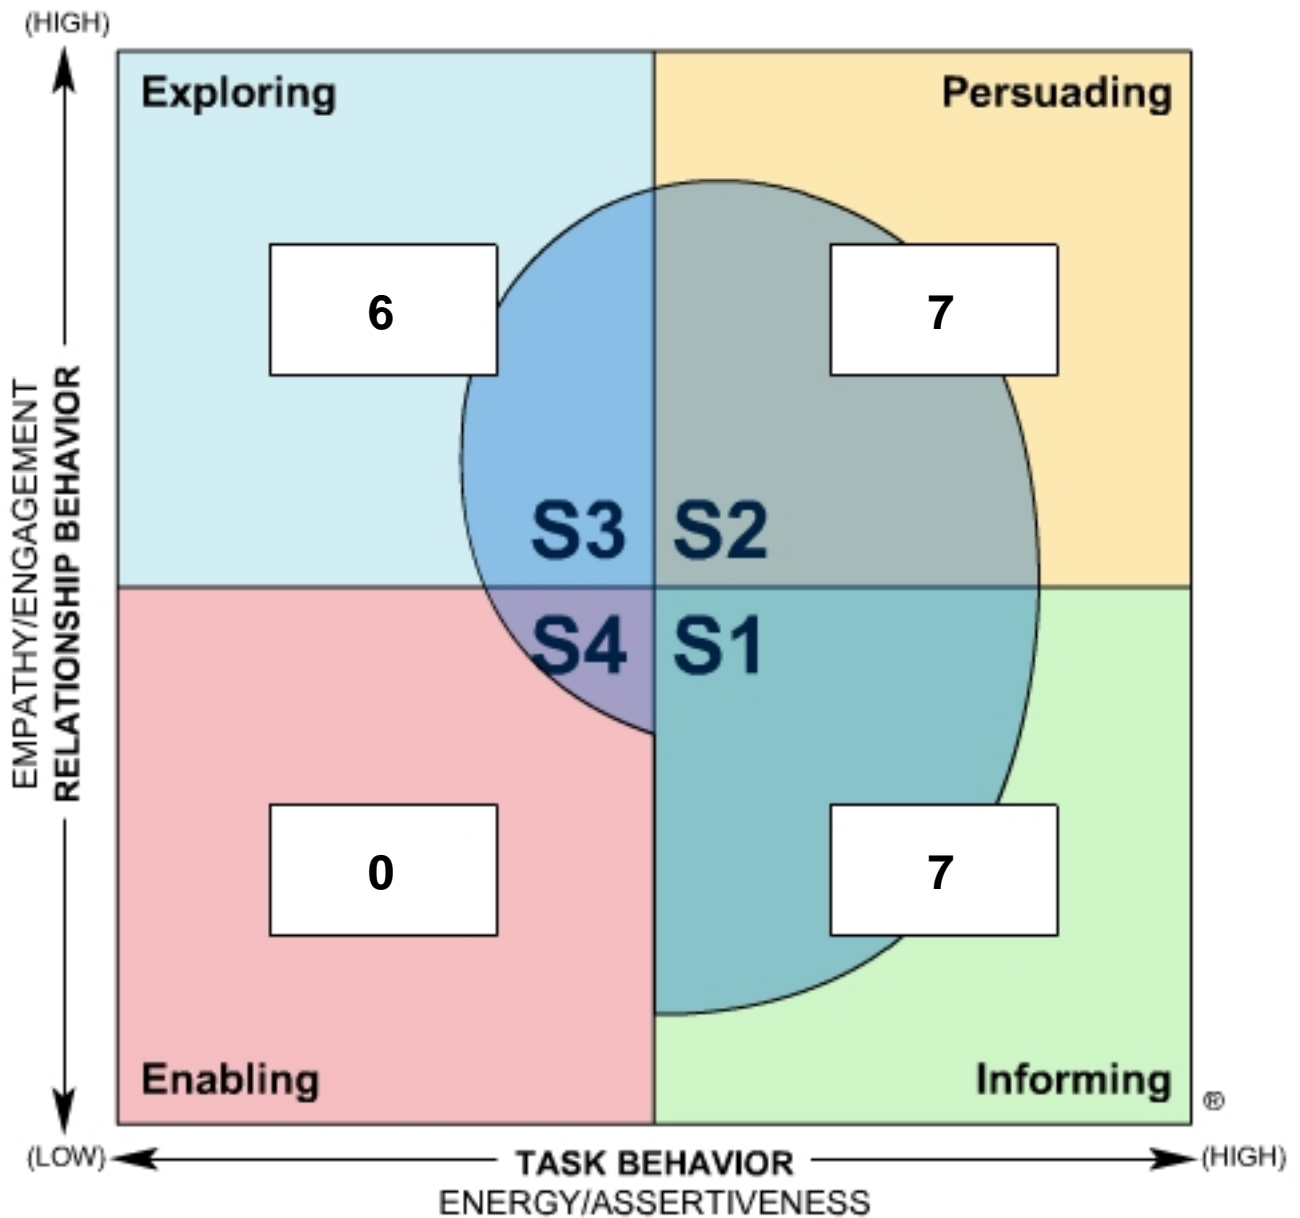 (HIGH)
Exploring
Persuading
6
7
EMPATHY/ENGAGEMENT
RELATIONSHIP BEHAVIOR
S3
S2
S4
S1
0
7
Enabling
Informing
®
(LOW)
TASK BEHAVIOR
(HIGH)
ENERGY/ASSERTIVENESS